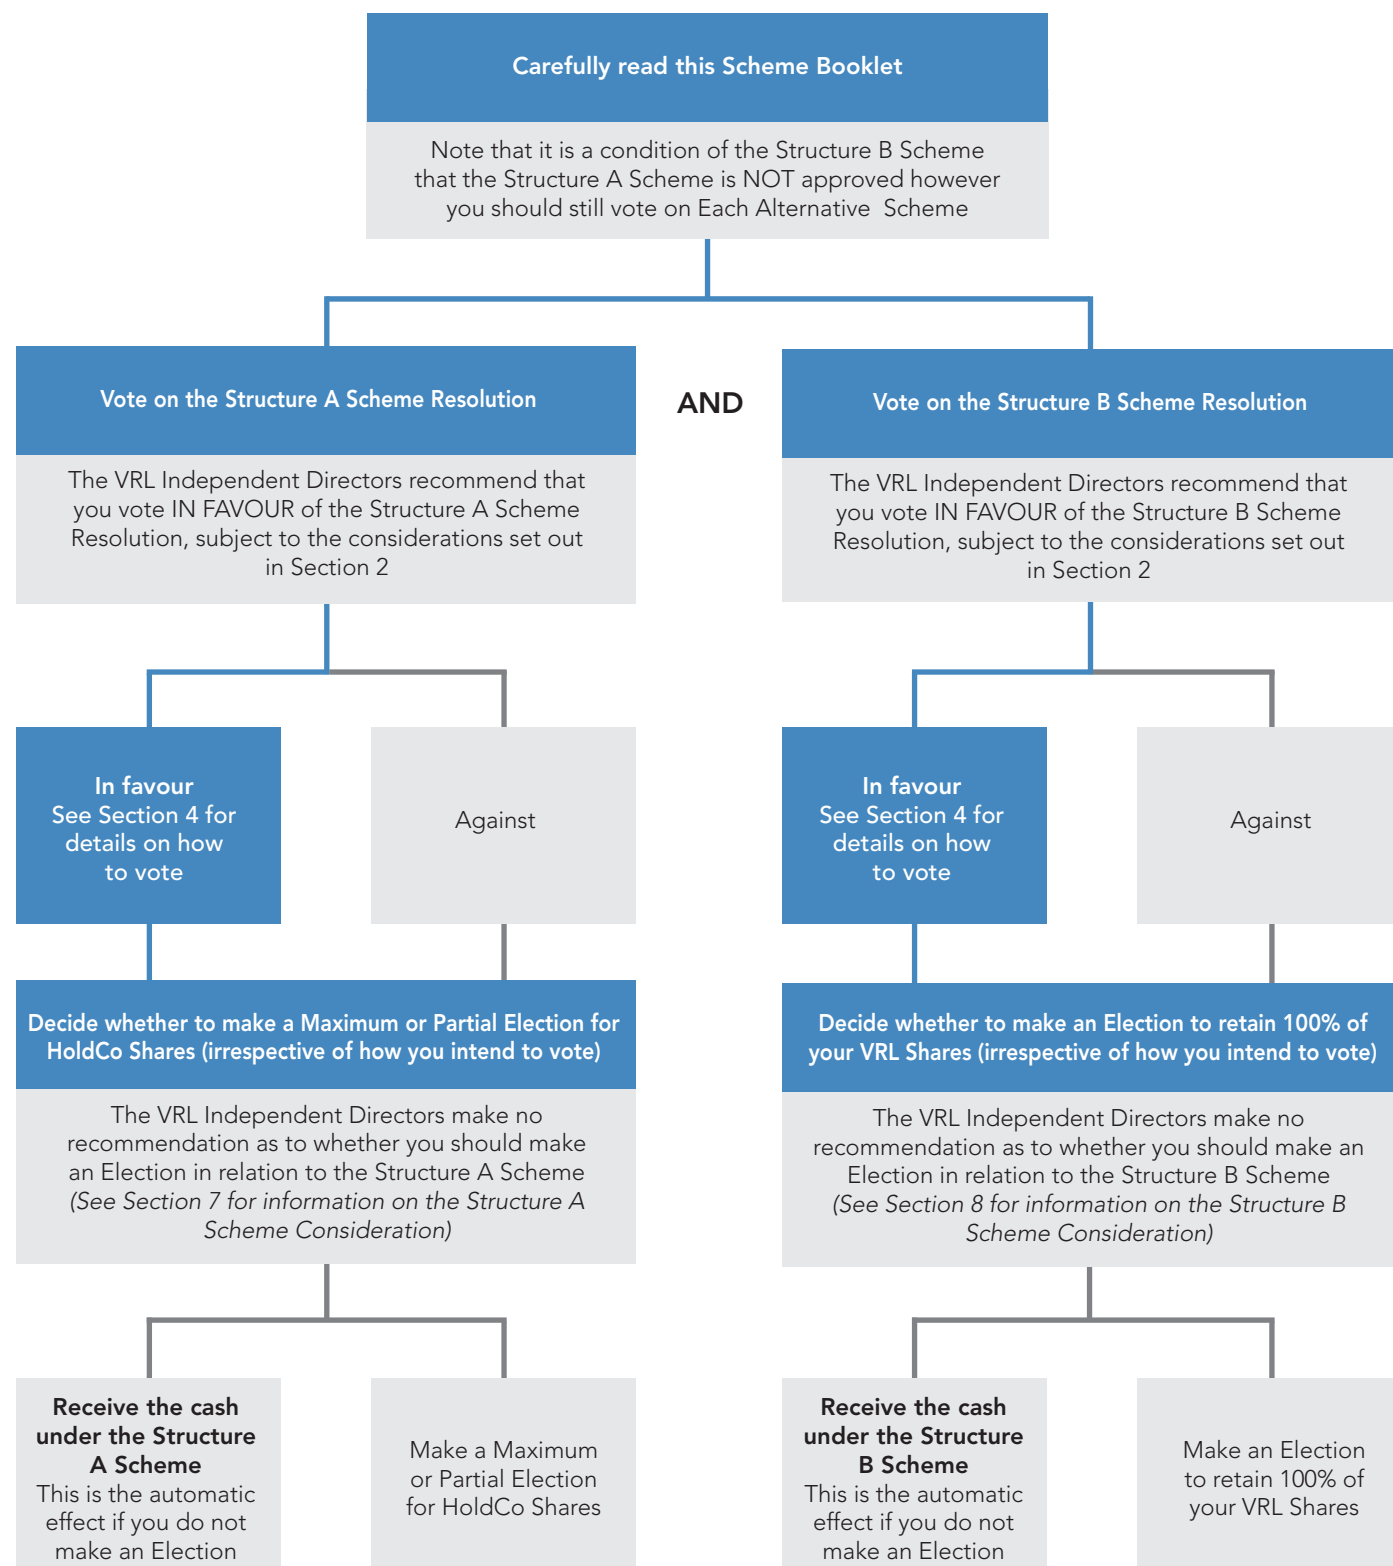 Carefully read this Scheme Booklet
Note that it is a condition of the Structure B Scheme
that the Structure A Scheme is NOT approved however
you should still vote on Each Alternative Scheme
Vote on the Structure A Scheme Resolution
The VRL Independent Directors recommend that
you vote IN FAVOUR of the Structure A Scheme
Resolution, subject to the considerations set out
in Section 2
AND
Vote on the Structure B Scheme Resolution
The VRL Independent Directors recommend that
you vote IN FAVOUR of the Structure B Scheme
Resolution, subject to the considerations set out
in Section 2
In favour
See Section 4 for
details on how
to vote
Against
In favour
See Section 4 for
details on how
to vote
Against
Decide whether to make a Maximum or Partial Election for
HoldCo Shares (irrespective of how you intend to vote)
The VRL Independent Directors make no
recommendation as to whether you should make
an Election in relation to the Structure A Scheme
(See Section 7 for information on the Structure A
Scheme Consideration)
Decide whether to make an Election to retain 100% of
your VRL Shares (irrespective of how you intend to vote)
The VRL Independent Directors make no
recommendation as to whether you should make an
Election in relation to the Structure B Scheme
(See Section 8 for information on the Structure B
Scheme Consideration)
Receive the cash
under the Structure
A Scheme
This is the automatic
effect if you do not
make an Election
Make a Maximum
or Partial Election
for HoldCo Shares
Receive the cash
under the Structure
B Scheme
This is the automatic
effect if you do not
make an Election
Make an Election
to retain 100% of
your VRL Shares